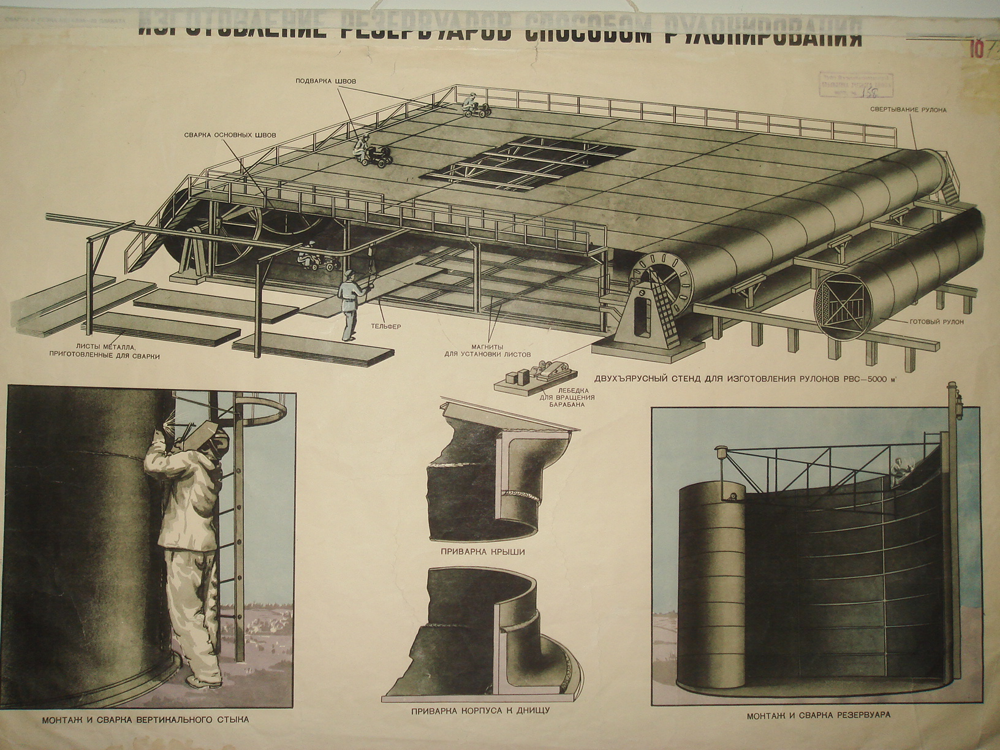 ИЗГОТОВЛЕНИЕ РЕЗЕРВУАРОВ СПОСОБОМ РУЛОНИРОВАНИЯ
10
158
ПОДВАРКА ШВОВ
СВЕРТЫВАНИЕ РУЛОНА
СВАРКА ОСНОВНЫХ ШВОВ
ГОТОВЫЙ РУЛОН
ТЕЛЬФЕР
ЛИСТЫ МЕТАЛЛА,
ПРИГОТОВЛЕННЫЕ ДЛЯ СВАРКИ
МАГНИТЫ
ДЛЯ УСТАНОВКИ ЛИСТОВ
ДВУХЪЯРУСНЫЙ СТЕНД ДЛЯ ИЗГОТОВЛЕНИЯ РУЛОНОВ РВС—5000 м³
ЛЕБЕДКА
ДЛЯ ВРАЩЕНИЯ
БАРАБАНА
ПРИВАРКА КРЫШИ
ПРИВАРКА КОРПУСА К ДНИЩУ
МОНТАЖ И СВАРКА ВЕРТИКАЛЬНОГО СТЫКА
МОНТАЖ И СВАРКА РЕЗЕРВУАРА